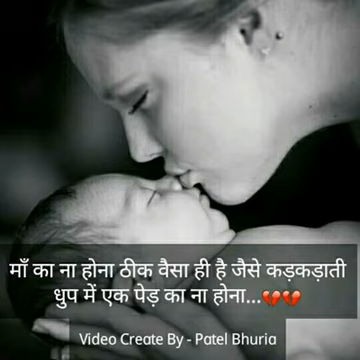 माँ का ना होना ठीक वैसा ही है जैसे कड़कड़ाती
धुप में एक पेड़ का ना होना...💔💔
Video Create By - Patel Bhuria